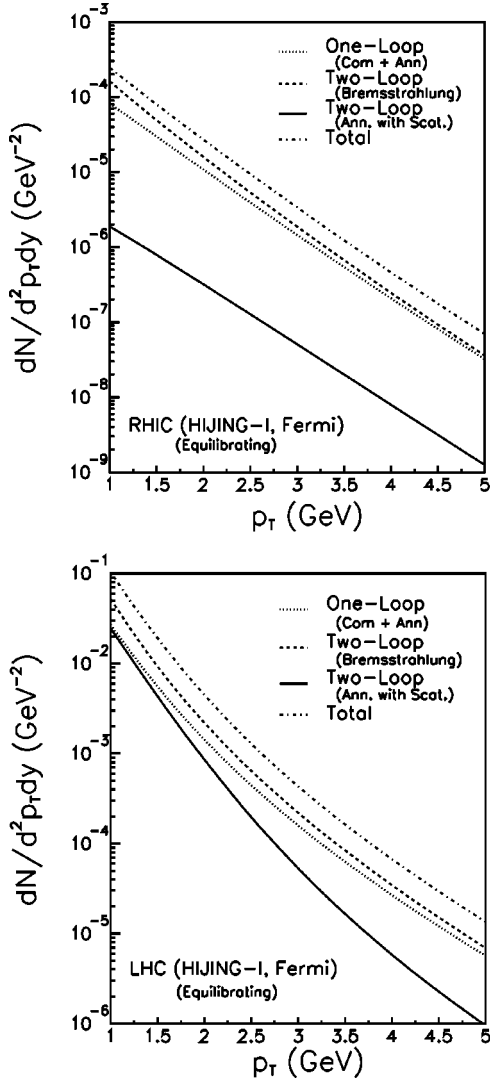 10^-3
10^-4
10^-5
10^-6
10^-7
10^-8
10^-9
dN/d²p_T dy (GeV⁻²)
One-Loop
(Com + Ann)
Two-Loop
(Bremsstrahlung)
Two-Loop
(Ann. with Scat.)
Total
RHIC (HIJING-I, Fermi)
(Equilibrating)
1 1.5 2 2.5 3 3.5 4 4.5 5
p_T (GeV)
10^-1
10^-2
10^-3
10^-4
10^-5
10^-6
dN/d²p_T dy (GeV⁻²)
One-Loop
(Com + Ann)
Two-Loop
(Bremsstrahlung)
Two-Loop
(Ann. with Scat.)
Total
LHC (HIJING-I, Fermi)
(Equilibrating)
1 1.5 2 2.5 3 3.5 4 4.5 5
p_T (GeV)